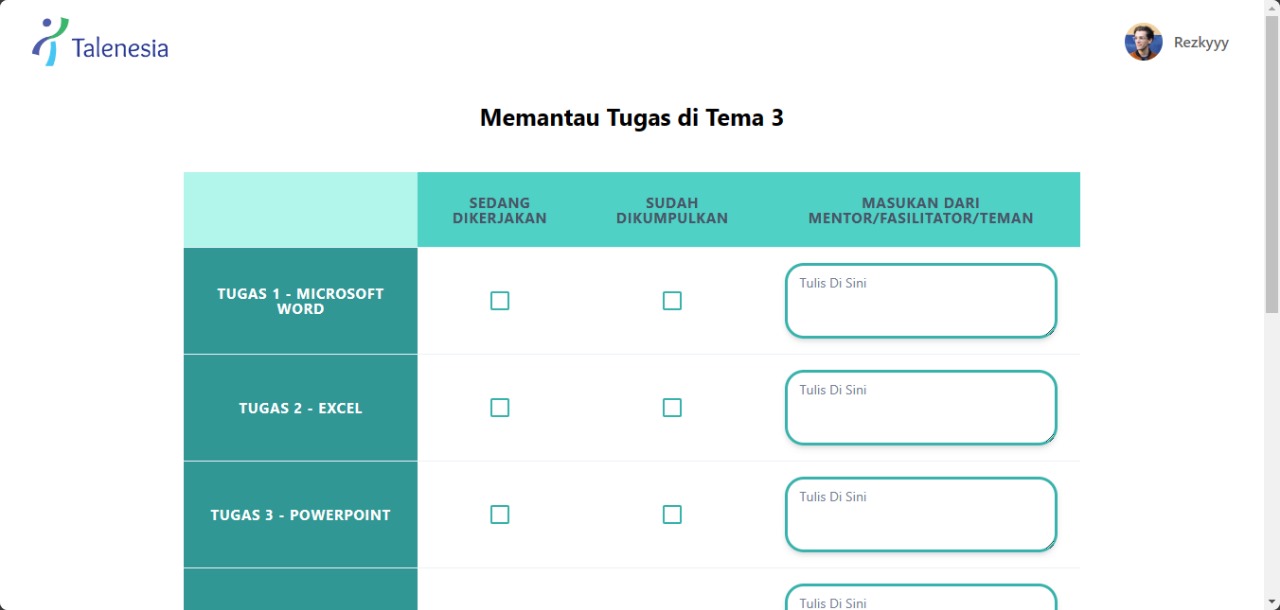 Talenesia
Rezkyyy
Memantau Tugas di Tema 3
SEDANG
DIKERJAKAN
SUDAH
DIKUMPULKAN
MASUKAN DARI
MENTOR/FASILITATOR/TEMAN
TUGAS 1 - MICROSOFT
WORD
Tulis Di Sini
TUGAS 2 - EXCEL
Tulis Di Sini
TUGAS 3 - POWERPOINT
Tulis Di Sini
Tulis Di Sini